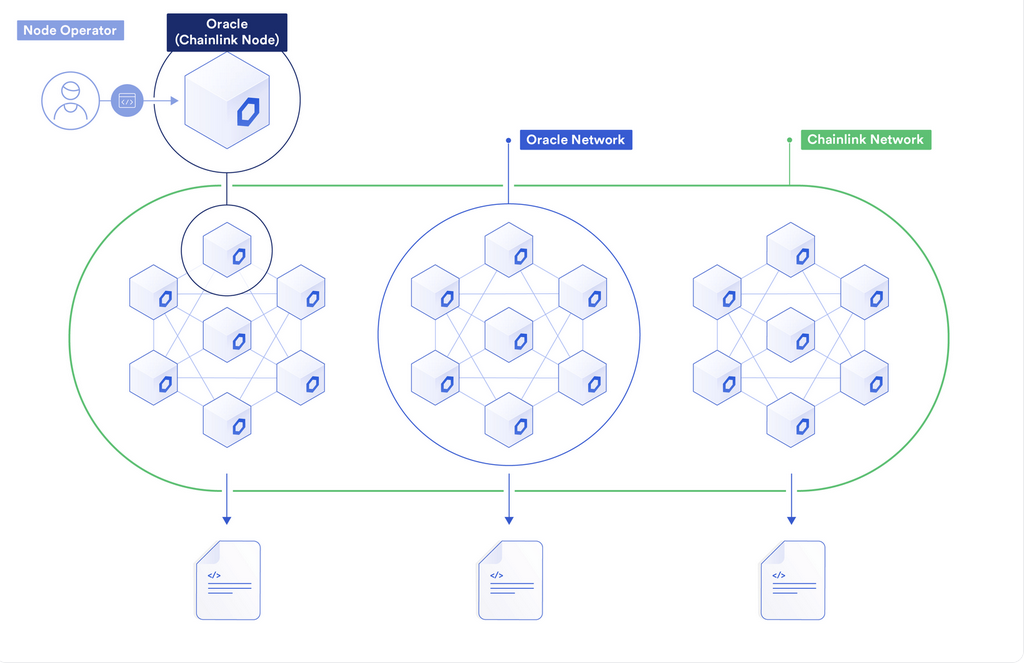 Node Operator
Oracle
(Chainlink Node)
Oracle Network
Chainlink Network
</>
</>
</>